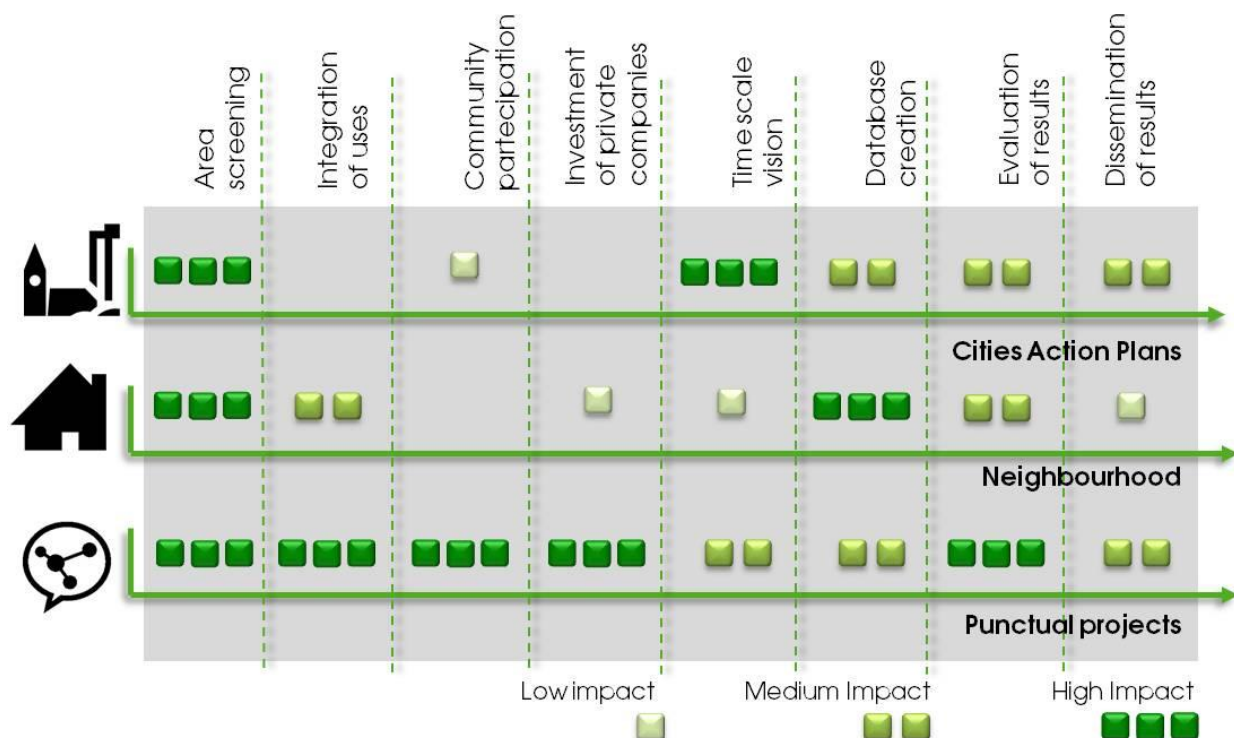 Area
screening
Integration
of uses
Community
partecipation
Investment
of private
companies
Time scale
vision
Database
creation
Evaluation
of results
Dissemination
of results
Cities Action Plans
Neighbourhood
Punctual projects
Low impact
Medium Impact
High Impact